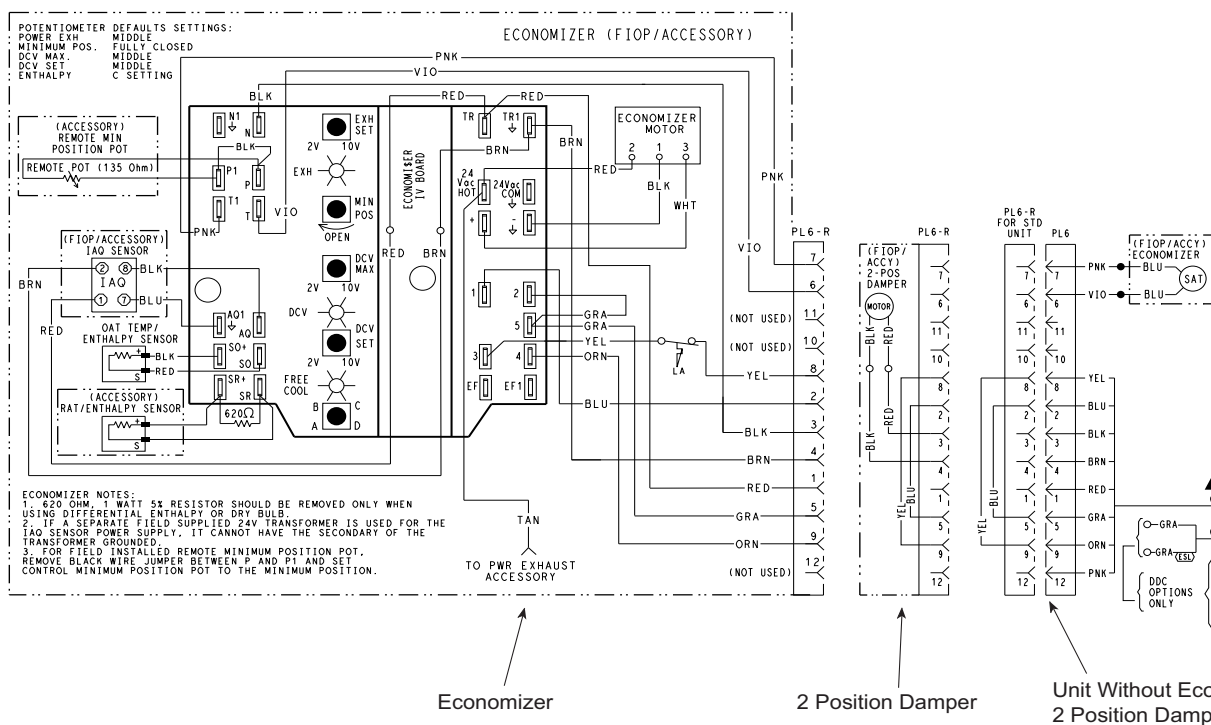 POTENTIOMETER DEFAULTS SETTINGS:
POWER EXH MIDDLE
MINIMUM POS. FULLY CLOSED
DCV MAX. MIDDLE
DCV SET MIDDLE
ENTHALPY C SETTING
ECONOMIZER (FIOP/ACCESSORY)
PNK
VIO
BLK
RED
RED
N1
N
BLK
EXH SET
2V 10V
EXH
TR
TR1
BRN
BRN
ECONOMIZER MOTOR
2 1 3
RED
BLK
WHT
(ACCESSORY)
REMOTE MIN
POSITION POT
REMOTE POT (135 Ohm)
P1
P
T1
T
PNK
VIO
MIN POS
OPEN
ECONOMI$ER
IV BOARD
24 Vac HOT
24Vac COM
+
-
RED
BRN
PNK
VIO
(FIOP/ACCESSORY)
IAQ SENSOR
2 8
IAQ
1 7
BLK
BLU
BRN
RED
DCV MAX
2V 10V
DCV
DCV SET
2V 10V
AQ1
AQ
OAT TEMP/
ENTHALPY SENSOR
+
S
BLK
RED
SO+
SO
SR+
SR
620Ω
(ACCESSORY)
RAT/ENTHALPY SENSOR
+
S
FREE COOL
B C
A D
1
2
5
3
4
EF
EF1
GRA
GRA
YEL
ORN
BLU
LA
TAN
TO PWR EXHAUST
ACCESSORY
PL6-R
7
6
(NOT USED) 11
(NOT USED) 10
YEL 8
2
BLK 3
BRN 4
RED 1
GRA 5
ORN 9
(NOT USED) 12
ECONOMIZER NOTES:
1. 620 OHM, 1 WATT 5% RESISTOR SHOULD BE REMOVED ONLY WHEN
USING DIFFERENTIAL ENTHALPY OR DRY BULB.
2. IF A SEPARATE FIELD SUPPLIED 24V TRANSFORMER IS USED FOR THE
IAQ SENSOR POWER SUPPLY, IT CANNOT HAVE THE SECONDARY OF THE
TRANSFORMER GROUNDED.
3. FOR FIELD INSTALLED REMOTE MINIMUM POSITION POT,
REMOVE BLACK WIRE JUMPER BETWEEN P AND P1 AND SET
CONTROL MINIMUM POSITION POT TO THE MINIMUM POSITION.
PL6-R
(FIOP/
ACCY)
2-POS
DAMPER
MOTOR
BLK
RED
BLK
RED
YEL
BLU
7
6
11
10
8
2
3
4
1
5
9
12
PL6-R
FOR STD
UNIT
YEL
BLU
7
6
11
10
8
2
3
4
1
5
9
12
PL6
7 PNK
6 VIO
11
10
8 YEL
2 BLU
3 BLK
4 BRN
1 RED
5 GRA
9 ORN
12 PNK
(FIOP/ACCY)
ECONOMIZER
BLU
BLU
SAT
GRA
GRA
ESL
DDC
OPTIONS
ONLY
Economizer
2 Position Damper
Unit Without Eco
2 Position Damp